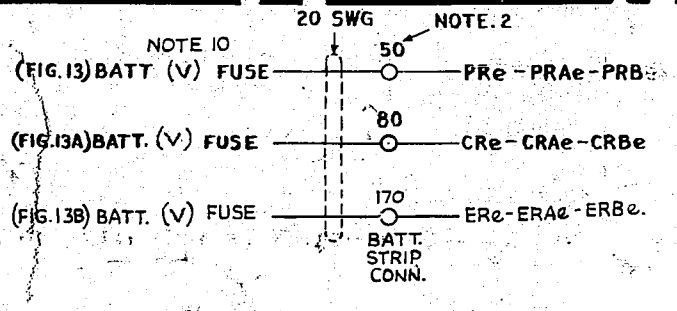 20 SWG NOTE.2
NOTE 10 50
(FIG.13) BATT (V) FUSE PRe-PRAe-PRB
80
(FIG.13A) BATT. (V) FUSE CRe-CRAe-CRBe
170
(FIG.13B) BATT. (V) FUSE ERe-ERAe-ERBe.
BATT.
STRIP
CONN.